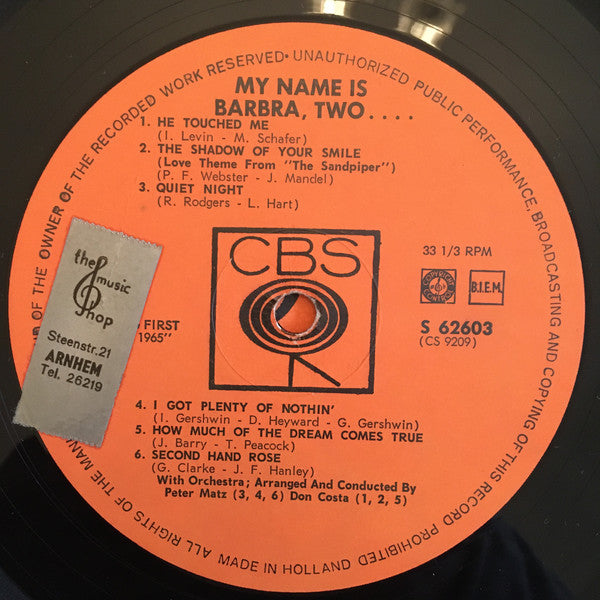 ING OF THE OWNER OF THE RECORDED WORK RESERVED • UNAUTHORIZED PUBLIC PERFORMANCE, BROADCASTING AND COPYING OF THIS RECORD PROHIBITED
MY NAME IS
BARBRA, TWO....
1. HE TOUCHED ME
(I. Levin - M. Schafer)
2. THE SHADOW OF YOUR SMILE
(Love Theme From "The Sandpiper")
(P. F. Webster - J. Mandel)
3. QUIET NIGHT
(R. Rodgers - L. Hart)
CBS
33 1/3 RPM
B.I.E.M.
S 62603
(CS 9209)
FIRST
1965"
the
music
shop
Steenstr.21
ARNHEM
Tel. 26219
4. I GOT PLENTY OF NOTHIN'
(I. Gershwin - D. Heyward - G. Gershwin)
5. HOW MUCH OF THE DREAM COMES TRUE
(J. Barry - T. Peacock)
6. SECOND HAND ROSE
(G. Clarke - J. F. Hanley)
With Orchestra; Arranged And Conducted By
Peter Matz (3, 4, 6) Don Costa (1, 2, 5)
ALL RIGHTS OF THE MANU
MADE IN HOLLAND